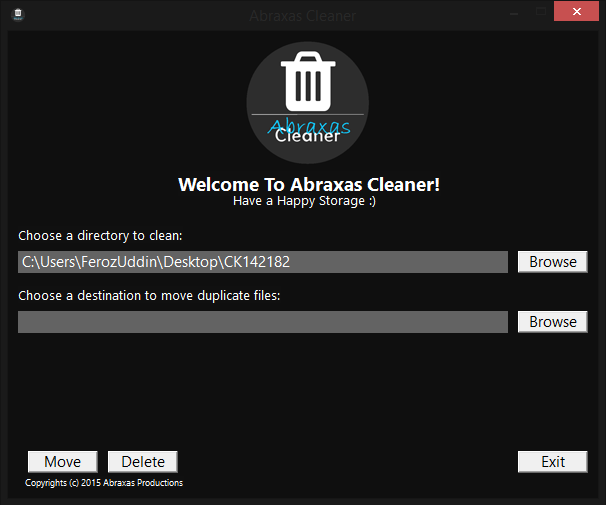 Abraxas Cleaner
Abraxas
Cleaner
Welcome To Abraxas Cleaner!
Have a Happy Storage :)
Choose a directory to clean:
C:\Users\FerozUddin\Desktop\CK142182
Browse
Choose a destination to move duplicate files:
Browse
Move
Delete
Exit
Copyrights (c) 2015 Abraxas Productions